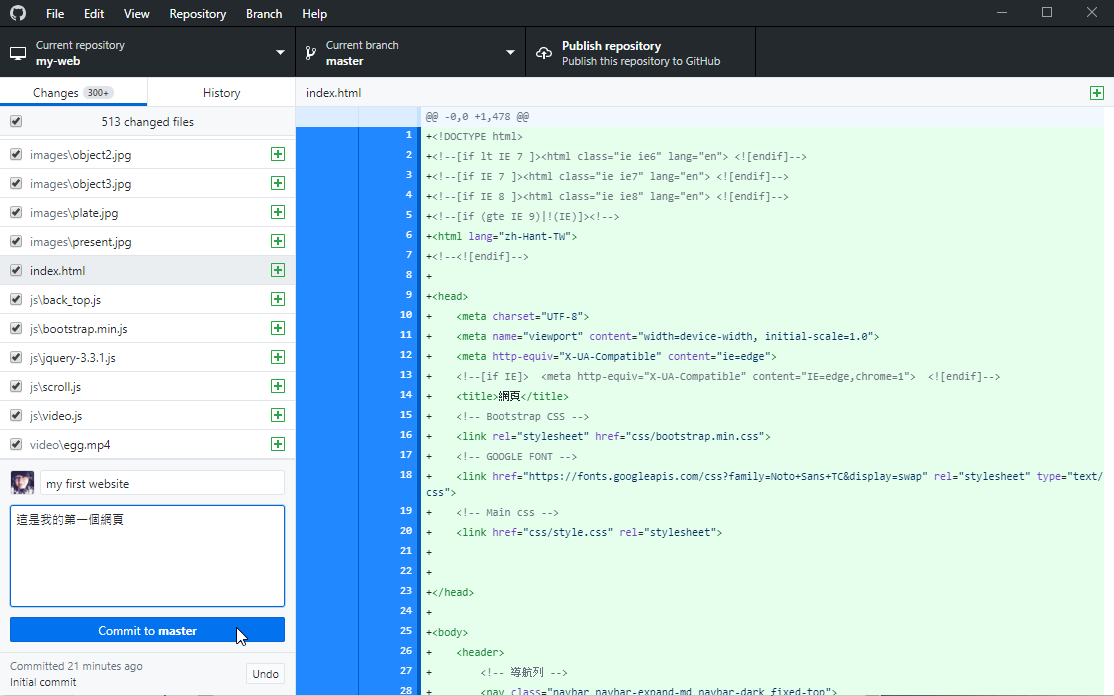 File Edit View Repository Branch Help
Current repository
my-web
Current branch
master
Publish repository
Publish this repository to GitHub
Changes 300+
History
513 changed files
images\object2.jpg
images\object3.jpg
images\plate.jpg
images\present.jpg
index.html
js\back_top.js
js\bootstrap.min.js
js\jquery-3.3.1.js
js\scroll.js
js\video.js
video\egg.mp4
my first website
這是我的第一個網頁
Commit to master
Committed 21 minutes ago
Initial commit
Undo
index.html
@@ -0,0 +1,478 @@
1 +<!DOCTYPE html>
2 +<!--[if lt IE 7 ]><html class="ie ie6" lang="en"> <![endif]-->
3 +<!--[if IE 7 ]><html class="ie ie7" lang="en"> <![endif]-->
4 +<!--[if IE 8 ]><html class="ie ie8" lang="en"> <![endif]-->
5 +<!--[if (gte IE 9)|!(IE)]><!-->
6 +<html lang="zh-Hant-TW">
7 +<!--<![endif]-->
8 +
9 +<head>
10 + <meta charset="UTF-8">
11 + <meta name="viewport" content="width=device-width, initial-scale=1.0">
12 + <meta http-equiv="X-UA-Compatible" content="ie=edge">
13 + <!--[if IE]> <meta http-equiv="X-UA-Compatible" content="IE=edge,chrome=1"> <![endif]-->
14 + <title>網頁</title>
15 + <!-- Bootstrap CSS -->
16 + <link rel="stylesheet" href="css/bootstrap.min.css">
17 + <!-- GOOGLE FONT -->
18 + <link href="https://fonts.googleapis.com/css?family=Noto+Sans+TC&display=swap" rel="stylesheet" type="text/
css">
19 + <!-- Main css -->
20 + <link href="css/style.css" rel="stylesheet">
21 +
22 +
23 +</head>
24 +
25 +<body>
26 + <header>
27 + <!-- 導航列 -->
28 + <nav class="navbar navbar-expand-md navbar-dark fixed-top">